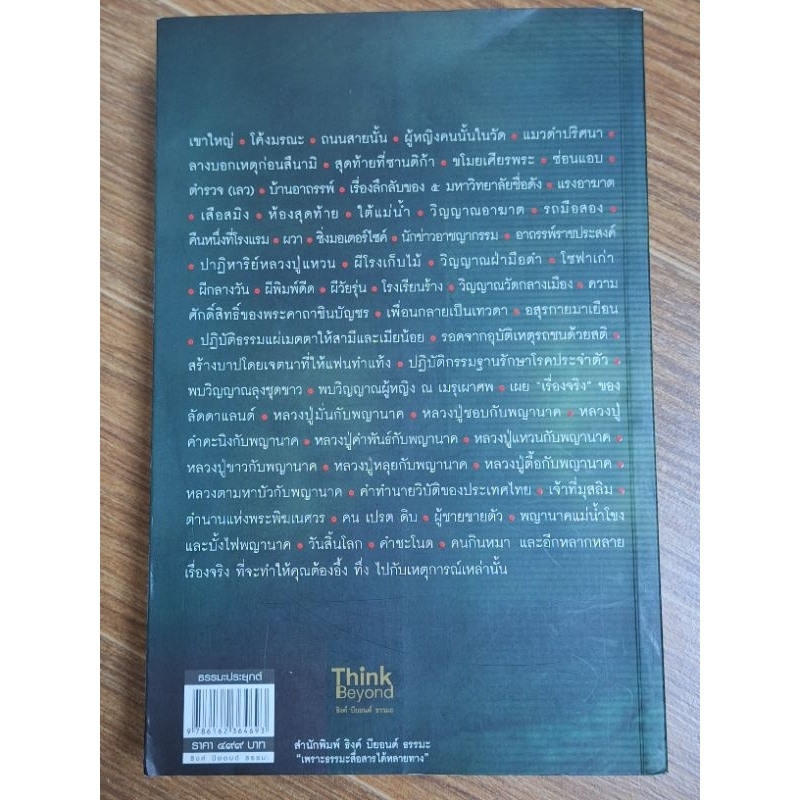 เขาใหญ่ • โค้งมรณะ • ถนนสายนั้น • ผู้หญิงคนนั้นในวัด • แมวดำปริศนา
ลางบอกเหตุก่อนสึนามิ • สุดท้ายที่ซานติก้า • ขโมยเศียรพระ • ซ่อนแอบ
ตำรวจ (เลว) • บ้านอาถรรพ์ • เรื่องลึกลับของ ๕ มหาวิทยาลัยชื่อดัง • แรงอาฆาต
• เสือสมิง • ห้องสุดท้าย • ใต้แม่น้ำ • วิญญาณอาฆาต • รถมือสอง •
คืนหนึ่งที่โรงแรม • ผวา • ซิ่งมอเตอร์ไซค์ • นักข่าวอาชญากรรม • อาถรรพ์ราชประสงค์
• ปาฏิหาริย์หลวงปู่แหวน • ผีโรงเก็บไม้ • วิญญาณฝ่ามือดำ • โซฟาเก่า
• ผีกลางวัน • ผีพิมพ์ดีด • ผีวัยรุ่น • โรงเรียนร้าง • วิญญาณวัดกลางเมือง • ความ
ศักดิ์สิทธิ์ของพระคาถาชินบัญชร • เพื่อนกลายเป็นเทวดา • อสุรกายมาเยือน
• ปฏิบัติธรรมแผ่เมตตาให้สามีและเมียน้อย • รอดจากอุบัติเหตุรถชนด้วยสติ •
สร้างบาปโดยเจตนาที่ให้แฟนทำแท้ง • ปฏิบัติกรรมฐานรักษาโรคประจำตัว •
พบวิญญาณลุงชุดขาว • พบวิญญาณผู้หญิง ณ เมรุเผาศพ • เผย "เรื่องจริง" ของ
ลัดดาแลนด์ • หลวงปู่มั่นกับพญานาค • หลวงปู่ชอบกับพญานาค • หลวงปู่
คำคะนิงกับพญานาค • หลวงปู่คำพันธ์กับพญานาค • หลวงปู่แหวนกับพญานาค •
หลวงปู่ขาวกับพญานาค • หลวงปู่หลุยกับพญานาค • หลวงปู่ตื้อกับพญานาค •
หลวงตามหาบัวกับพญานาค • คำทำนายวิบัติของประเทศไทย • เจ้าที่มุสลิม •
ตำนานแห่งพระพิฆเนศวร • คน เปรต ดิบ • ผู้ชายขายตัว • พญานาคแม่น้ำโขง
และบั้งไฟพญานาค • วันสิ้นโลก • คำชะโนด • คนกินหมา และอีกหลากหลาย
เรื่องจริง ที่จะทำให้คุณต้องอึ้ง ทึ่ง ไปกับเหตุการณ์เหล่านั้น
ธรรมะประยุกต์
9 786162 364693
ราคา ๔๙๙ บาท
ธิงค์ บียอนด์ ธรรมะ
Think
Beyond
ธิงค์ บียอนด์ ธรรมะ
สำนักพิมพ์ ธิงค์ บียอนด์ ธรรมะ
"เพราะธรรมะสื่อสารได้หลายทาง"